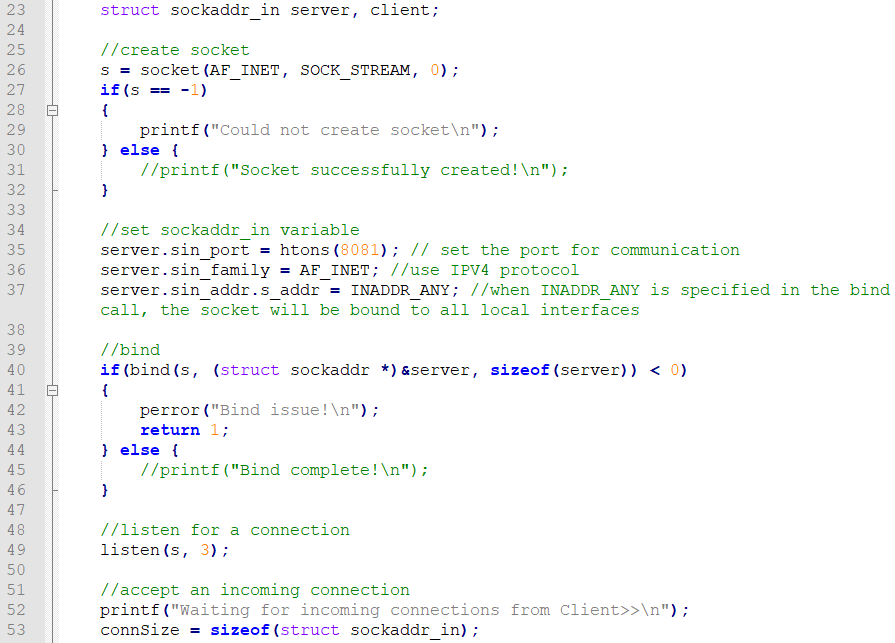 23 struct sockaddr_in server, client;
24
25 //create socket
26 s = socket(AF_INET, SOCK_STREAM, 0);
27 if(s == -1)
28 {
29 printf("Could not create socket\n");
30 } else {
31 //printf("Socket successfully created!\n");
32 }
33
34 //set sockaddr_in variable
35 server.sin_port = htons(8081); // set the port for communication
36 server.sin_family = AF_INET; //use IPV4 protocol
37 server.sin_addr.s_addr = INADDR_ANY; //when INADDR_ANY is specified in the bind
call, the socket will be bound to all local interfaces
38
39 //bind
40 if(bind(s, (struct sockaddr *)&server, sizeof(server)) < 0)
41 {
42 perror("Bind issue!\n");
43 return 1;
44 } else {
45 //printf("Bind complete!\n");
46 }
47
48 //listen for a connection
49 listen(s, 3);
50
51 //accept an incoming connection
52 printf("Waiting for incoming connections from Client>>\n");
53 connSize = sizeof(struct sockaddr_in);